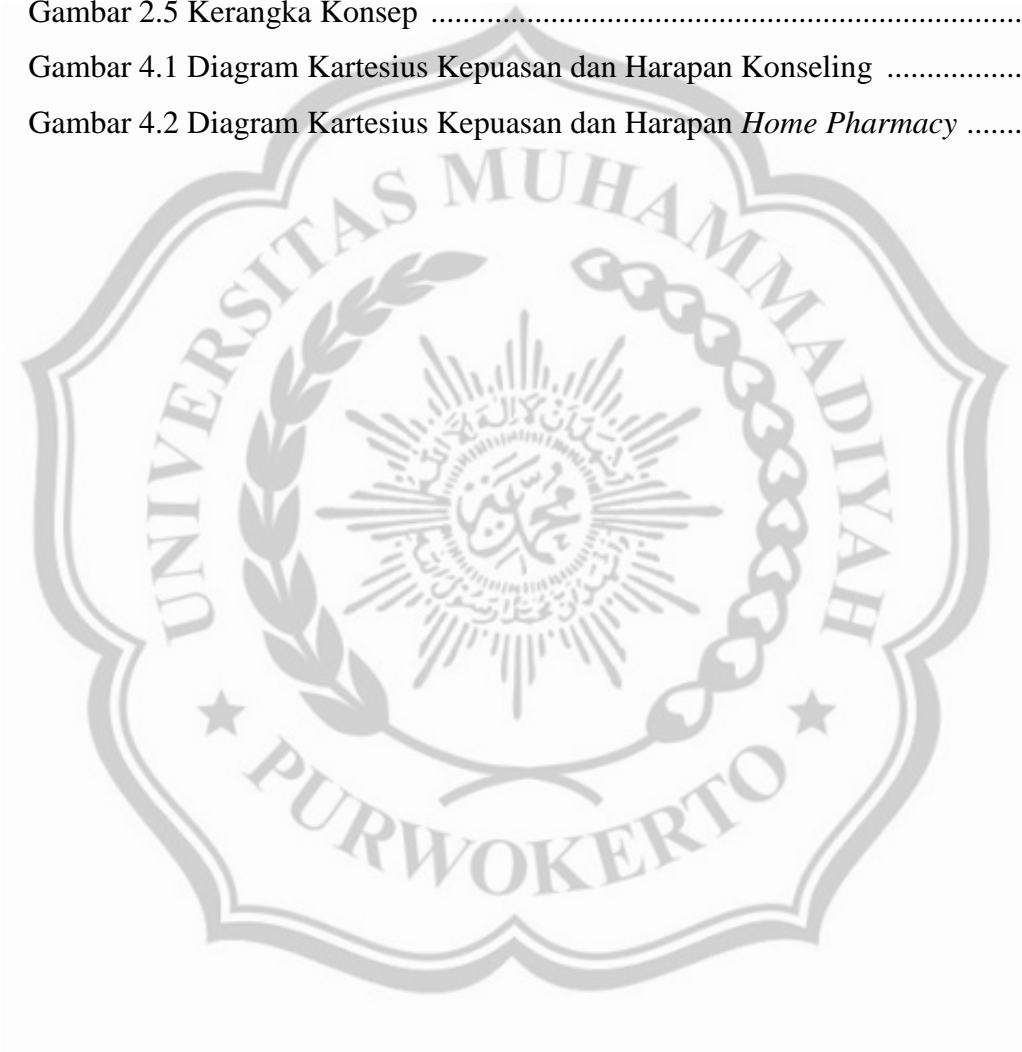 Gambar 2.5 Kerangka Konsep ............................................................................
Gambar 4.1 Diagram Kartesius Kepuasan dan Harapan Konseling .................
Gambar 4.2 Diagram Kartesius Kepuasan dan Harapan Home Pharmacy .......
UNIVERSITAS MUHAMMADIYAH
PURWOKERTO